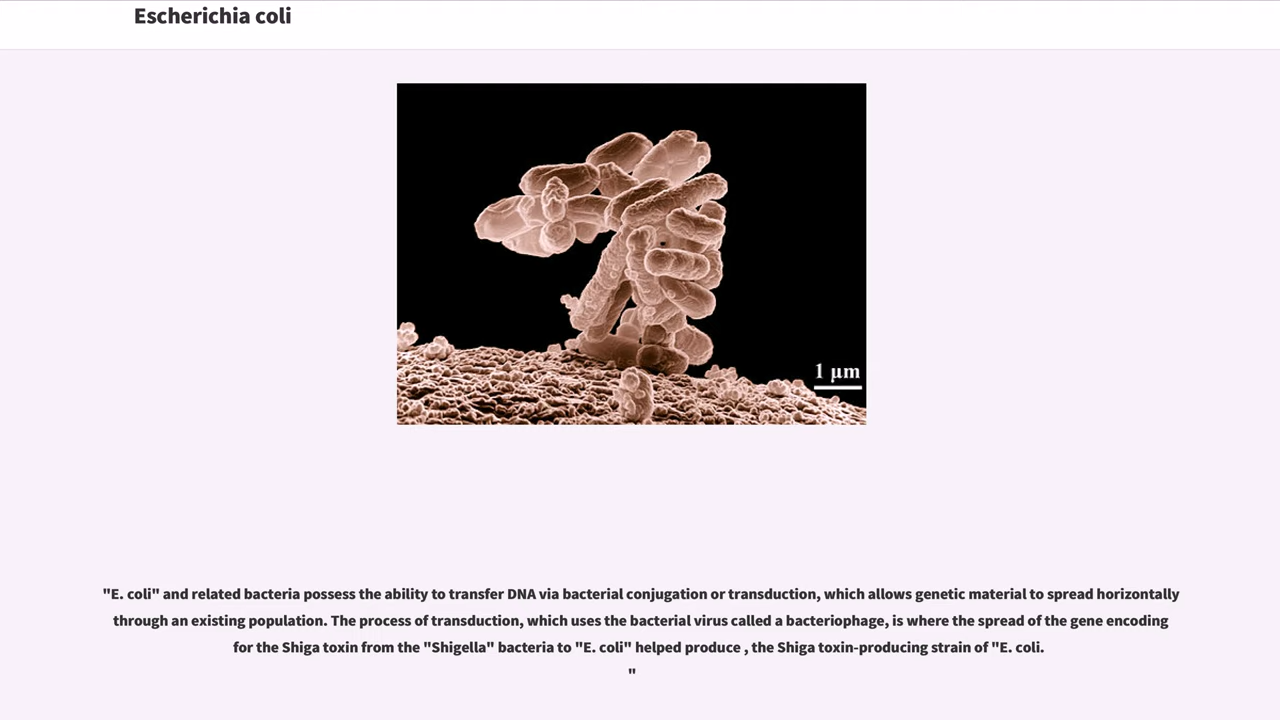 Escherichia coli
1 µm
"E. coli" and related bacteria possess the ability to transfer DNA via bacterial conjugation or transduction, which allows genetic material to spread horizontally
through an existing population. The process of transduction, which uses the bacterial virus called a bacteriophage, is where the spread of the gene encoding
for the Shiga toxin from the "Shigella" bacteria to "E. coli" helped produce , the Shiga toxin-producing strain of "E. coli.
"